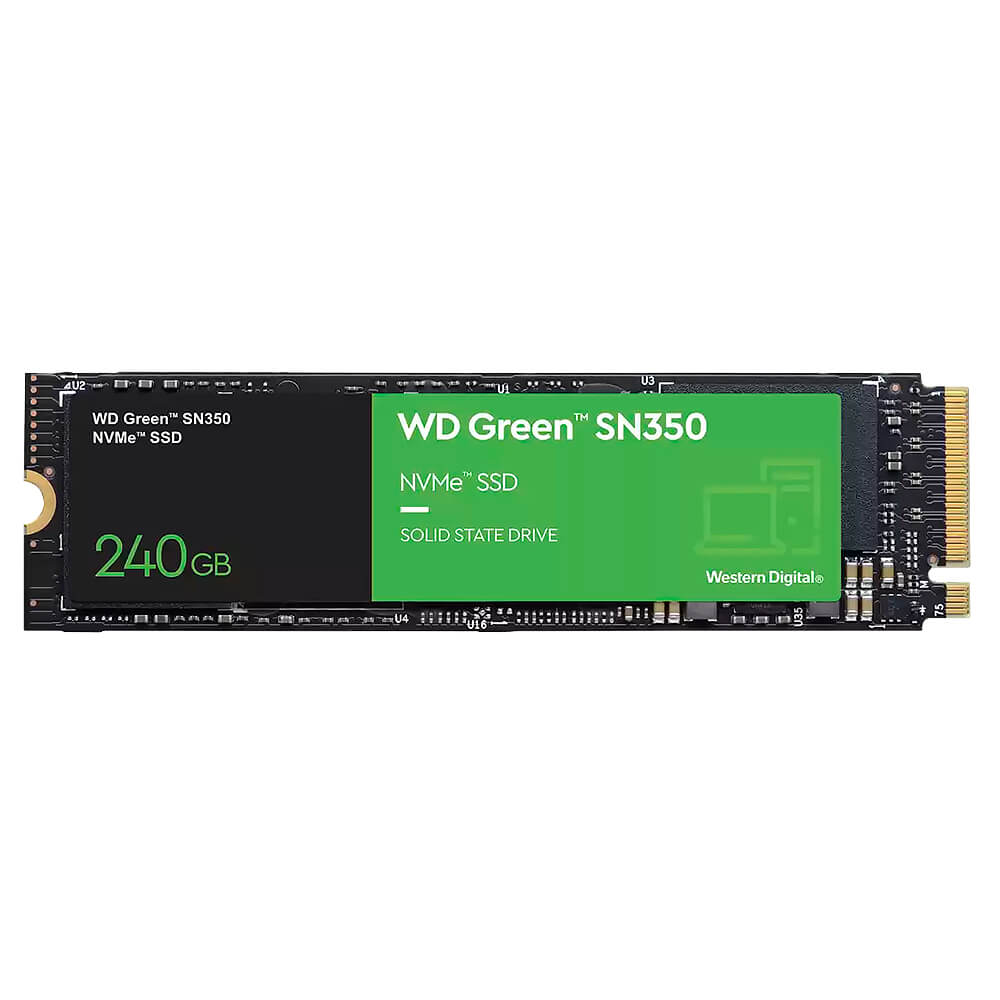 U2
U1
U3
WD Green™ SN350
NVMe™ SSD
240GB
WD Green™ SN350
NVMe™ SSD
SOLID STATE DRIVE
Western Digital®
U4
U16
U35
M
75